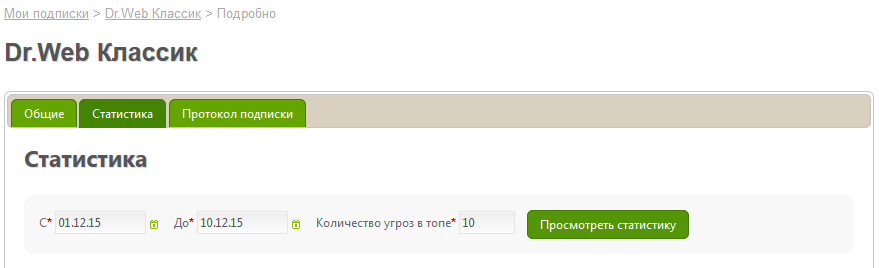 Мои подписки > Dr.Web Классик > Подробно
Dr.Web Классик
Общие Статистика Протокол подписки
Статистика
С* 01.12.15 До* 10.12.15 Количество угроз в топе* 10 Просмотреть статистику